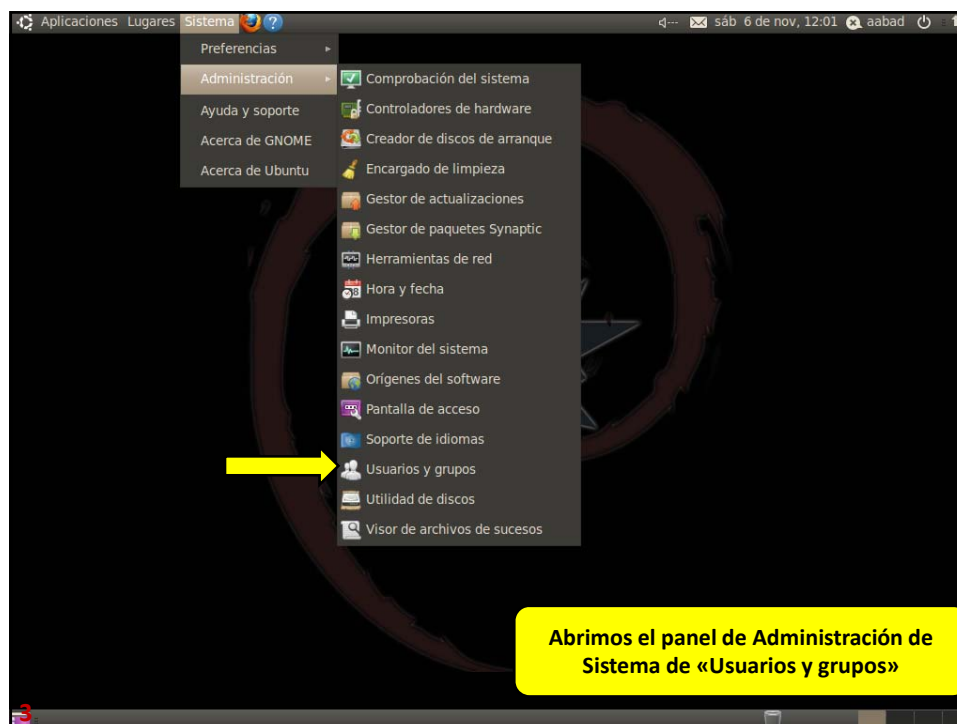 Aplicaciones Lugares Sistema ? sáb 6 de nov, 12:01 aabad
Preferencias
Administración
Ayuda y soporte
Acerca de GNOME
Acerca de Ubuntu
Comprobación del sistema
Controladores de hardware
Creador de discos de arranque
Encargado de limpieza
Gestor de actualizaciones
Gestor de paquetes Synaptic
Herramientas de red
Hora y fecha
Impresoras
Monitor del sistema
Orígenes del software
Pantalla de acceso
Soporte de idiomas
Usuarios y grupos
Utilidad de discos
Visor de archivos de sucesos
Abrimos el panel de Administración de
Sistema de «Usuarios y grupos»
3